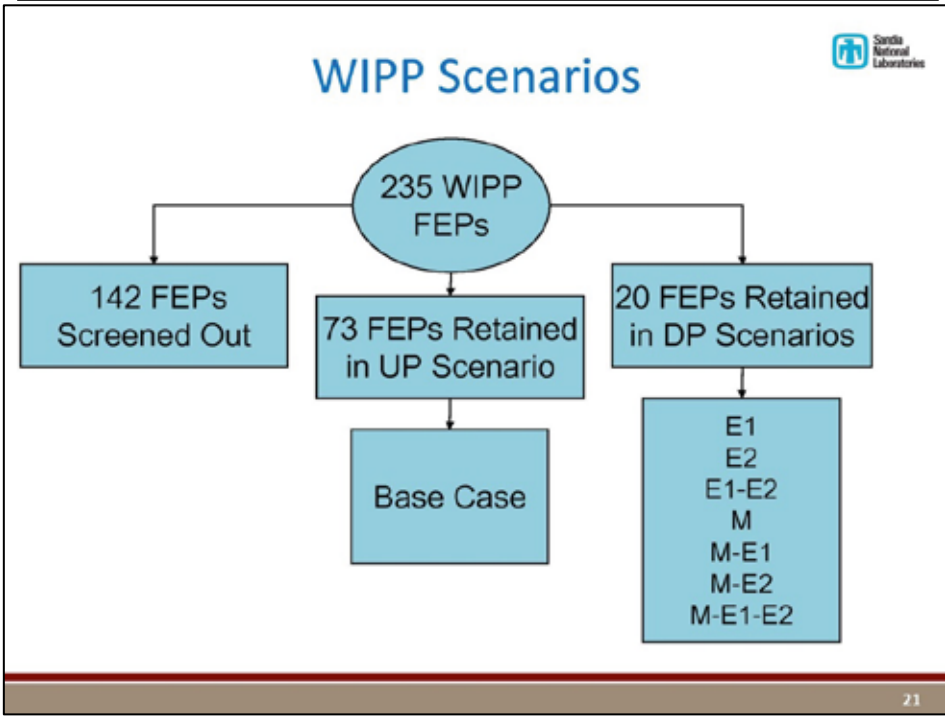 WIPP Scenarios
Sandia
National
Laboratories
235 WIPP
FEPs
142 FEPs
Screened Out
73 FEPs Retained
in UP Scenario
20 FEPs Retained
in DP Scenarios
Base Case
E1
E2
E1-E2
M
M-E1
M-E2
M-E1-E2
21